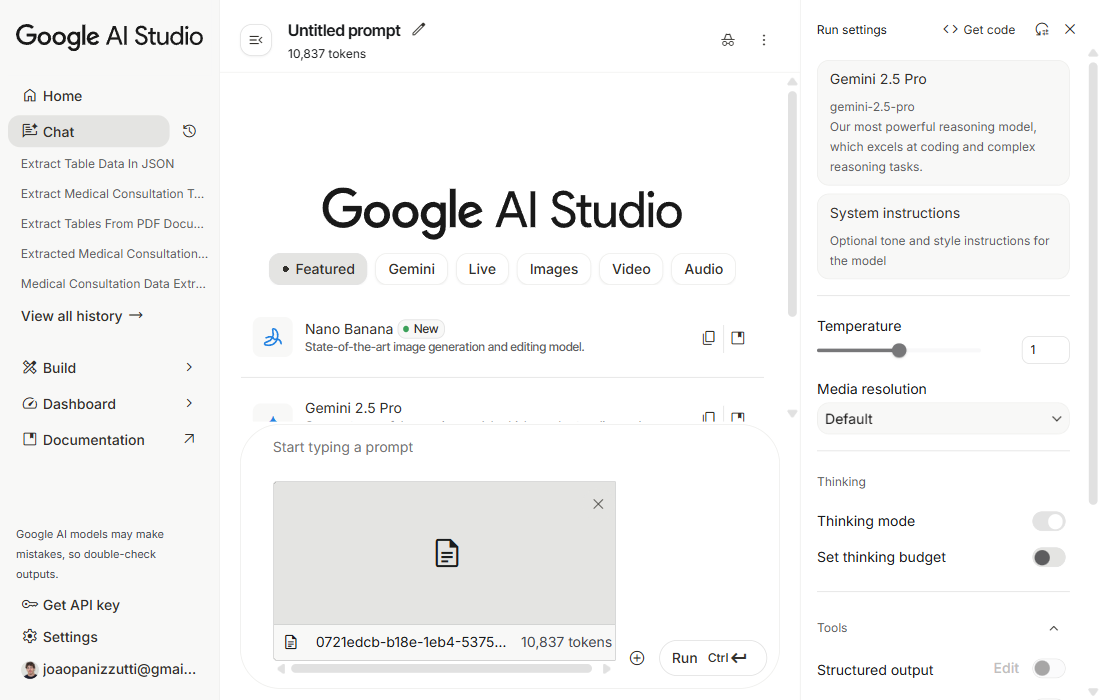 Google AI Studio
Home
Chat
Extract Table Data In JSON
Extract Medical Consultation T...
Extract Tables From PDF Docu...
Extracted Medical Consultation...
Medical Consultation Data Extr...
View all history
Build
Dashboard
Documentation
Google AI models may make
mistakes, so double-check
outputs.
Get API key
Settings
joaopanizzutti@gmai...
Untitled prompt
10,837 tokens
Google AI Studio
Featured
Gemini
Live
Images
Video
Audio
Nano Banana New
State-of-the-art image generation and editing model.
Gemini 2.5 Pro
Start typing a prompt
0721edcb-b18e-1eb4-5375... 10,837 tokens
Run Ctrl
Run settings
Get code
Gemini 2.5 Pro
gemini-2.5-pro
Our most powerful reasoning model,
which excels at coding and complex
reasoning tasks.
System instructions
Optional tone and style instructions for
the model
Temperature
1
Media resolution
Default
Thinking
Thinking mode
Set thinking budget
Tools
Structured output Edit